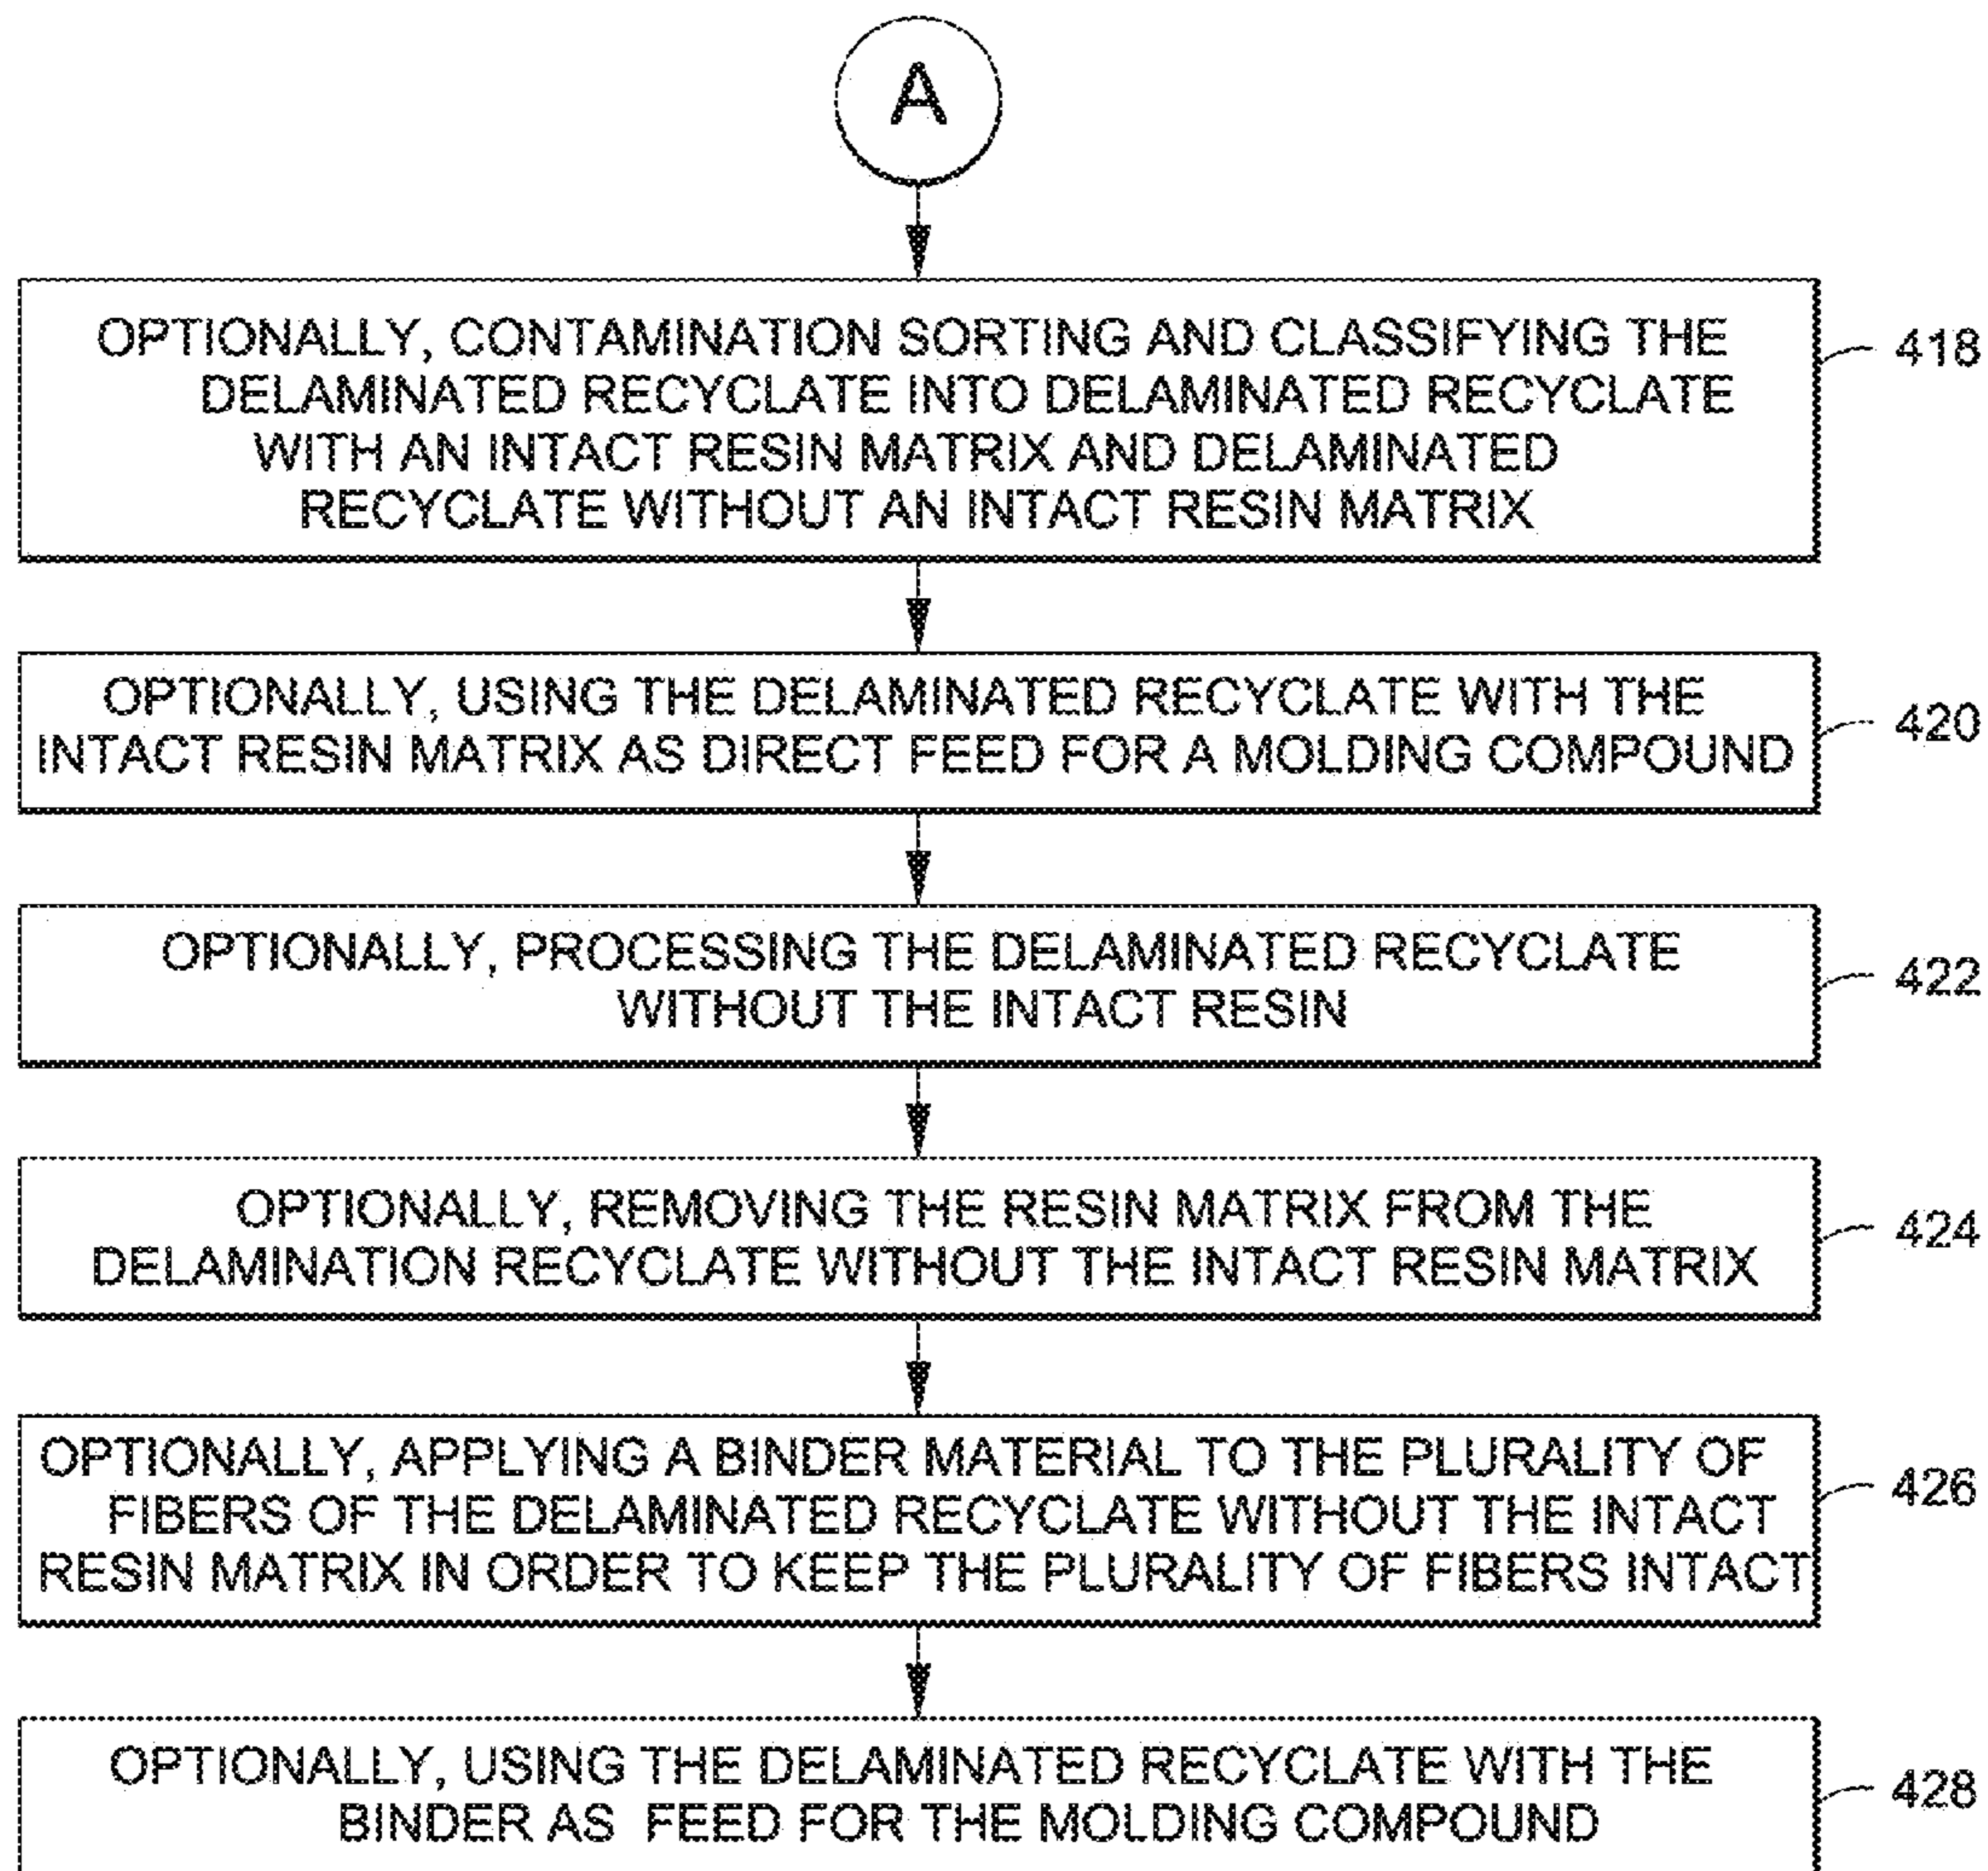 A
OPTIONALLY, CONTAMINATION SORTING AND CLASSIFYING THE
DELAMINATED RECYCLATE INTO DELAMINATED RECYCLATE
WITH AN INTACT RESIN MATRIX AND DELAMINATED
RECYCLATE WITHOUT AN INTACT RESIN MATRIX
418
OPTIONALLY, USING THE DELAMINATED RECYCLATE WITH THE
INTACT RESIN MATRIX AS DIRECT FEED FOR A MOLDING COMPOUND
420
OPTIONALLY, PROCESSING THE DELAMINATED RECYCLATE
WITHOUT THE INTACT RESIN
422
OPTIONALLY, REMOVING THE RESIN MATRIX FROM THE
DELAMINATION RECYCLATE WITHOUT THE INTACT RESIN MATRIX
424
OPTIONALLY, APPLYING A BINDER MATERIAL TO THE PLURALITY OF
FIBERS OF THE DELAMINATED RECYCLATE WITHOUT THE INTACT
RESIN MATRIX IN ORDER TO KEEP THE PLURALITY OF FIBERS INTACT
426
OPTIONALLY, USING THE DELAMINATED RECYCLATE WITH THE
BINDER AS FEED FOR THE MOLDING COMPOUND
428